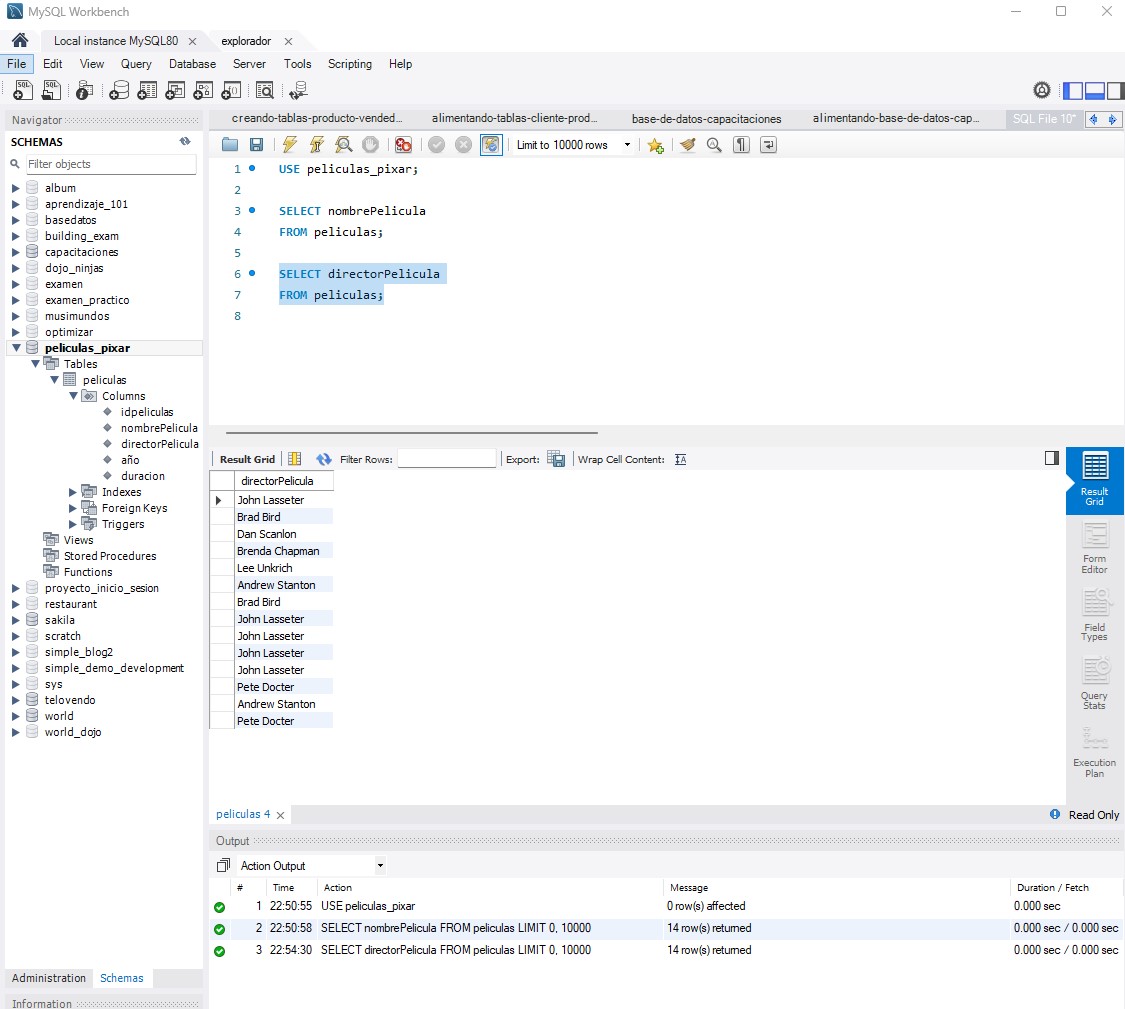 MySQL Workbench
Local instance MySQL80 explorador
File Edit View Query Database Server Tools Scripting Help
Navigator
SCHEMAS
Filter objects
album
aprendizaje_101
basedatos
building_exam
capacitaciones
dojo_ninjas
examen
examen_practico
musimundos
optimizar
peliculas_pixar
Tables
peliculas
Columns
idpeliculas
nombrePelicula
directorPelicula
año
duracion
Indexes
Foreign Keys
Triggers
Views
Stored Procedures
Functions
proyecto_inicio_sesion
restaurant
sakila
scratch
simple_blog2
simple_demo_development
sys
telovendo
world
world_dojo
Administration Schemas
Information
creando-tablas-producto-vended... alimentando-tablas-cliente-prod... base-de-datos-capacitaciones alimentando-base-de-datos-cap... SQL File 10*
Limit to 10000 rows
1 USE peliculas_pixar;
2
3 SELECT nombrePelicula
4 FROM peliculas;
5
6 SELECT directorPelicula
7 FROM peliculas;
8
Result Grid Filter Rows: Export: Wrap Cell Content:
directorPelicula
John Lasseter
Brad Bird
Dan Scanlon
Brenda Chapman
Lee Unkrich
Andrew Stanton
Brad Bird
John Lasseter
John Lasseter
John Lasseter
John Lasseter
Pete Docter
Andrew Stanton
Pete Docter
Result
Grid
Form
Editor
Field
Types
Query
Stats
Execution
Plan
peliculas 4 Read Only
Output
Action Output
# Time Action Message Duration / Fetch
1 22:50:55 USE peliculas_pixar 0 row(s) affected 0.000 sec
2 22:50:58 SELECT nombrePelicula FROM peliculas LIMIT 0, 10000 14 row(s) returned 0.000 sec / 0.000 sec
3 22:54:30 SELECT directorPelicula FROM peliculas LIMIT 0, 10000 14 row(s) returned 0.000 sec / 0.000 sec